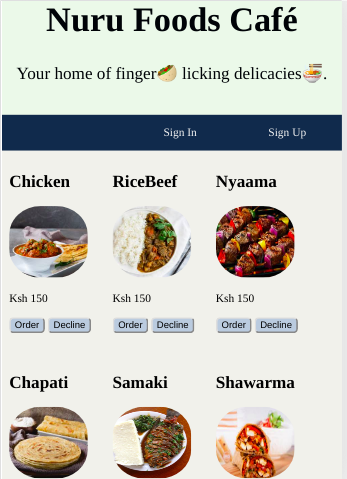 Nuru Foods Café
Your home of finger🥙 licking delicacies🍜.
Sign In Sign Up
Chicken RiceBeef Nyaama
Ksh 150 Ksh 150 Ksh 150
Order Decline Order Decline Order Decline
Chapati Samaki Shawarma